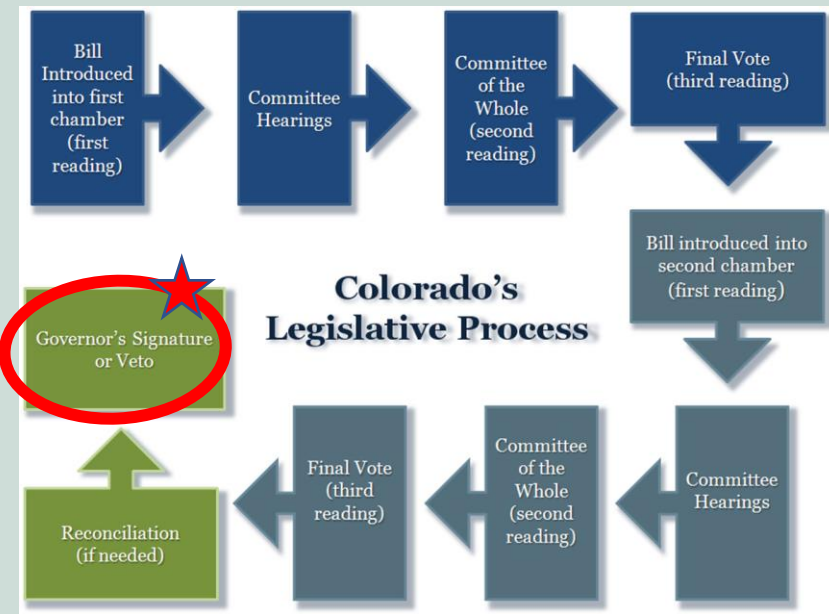 Bill
Introduced
into first
chamber
(first
reading)
Committee
Hearings
Committee
of the
Whole
(second
reading)
Final Vote
(third reading)
Bill introduced into
second chamber
(first reading)
Colorado's
Legislative Process
Governor's Signature
or Veto
Committee
Hearings
Committee
of the
Whole
(second
reading)
Final Vote
(third
reading)
Reconciliation
(if needed)